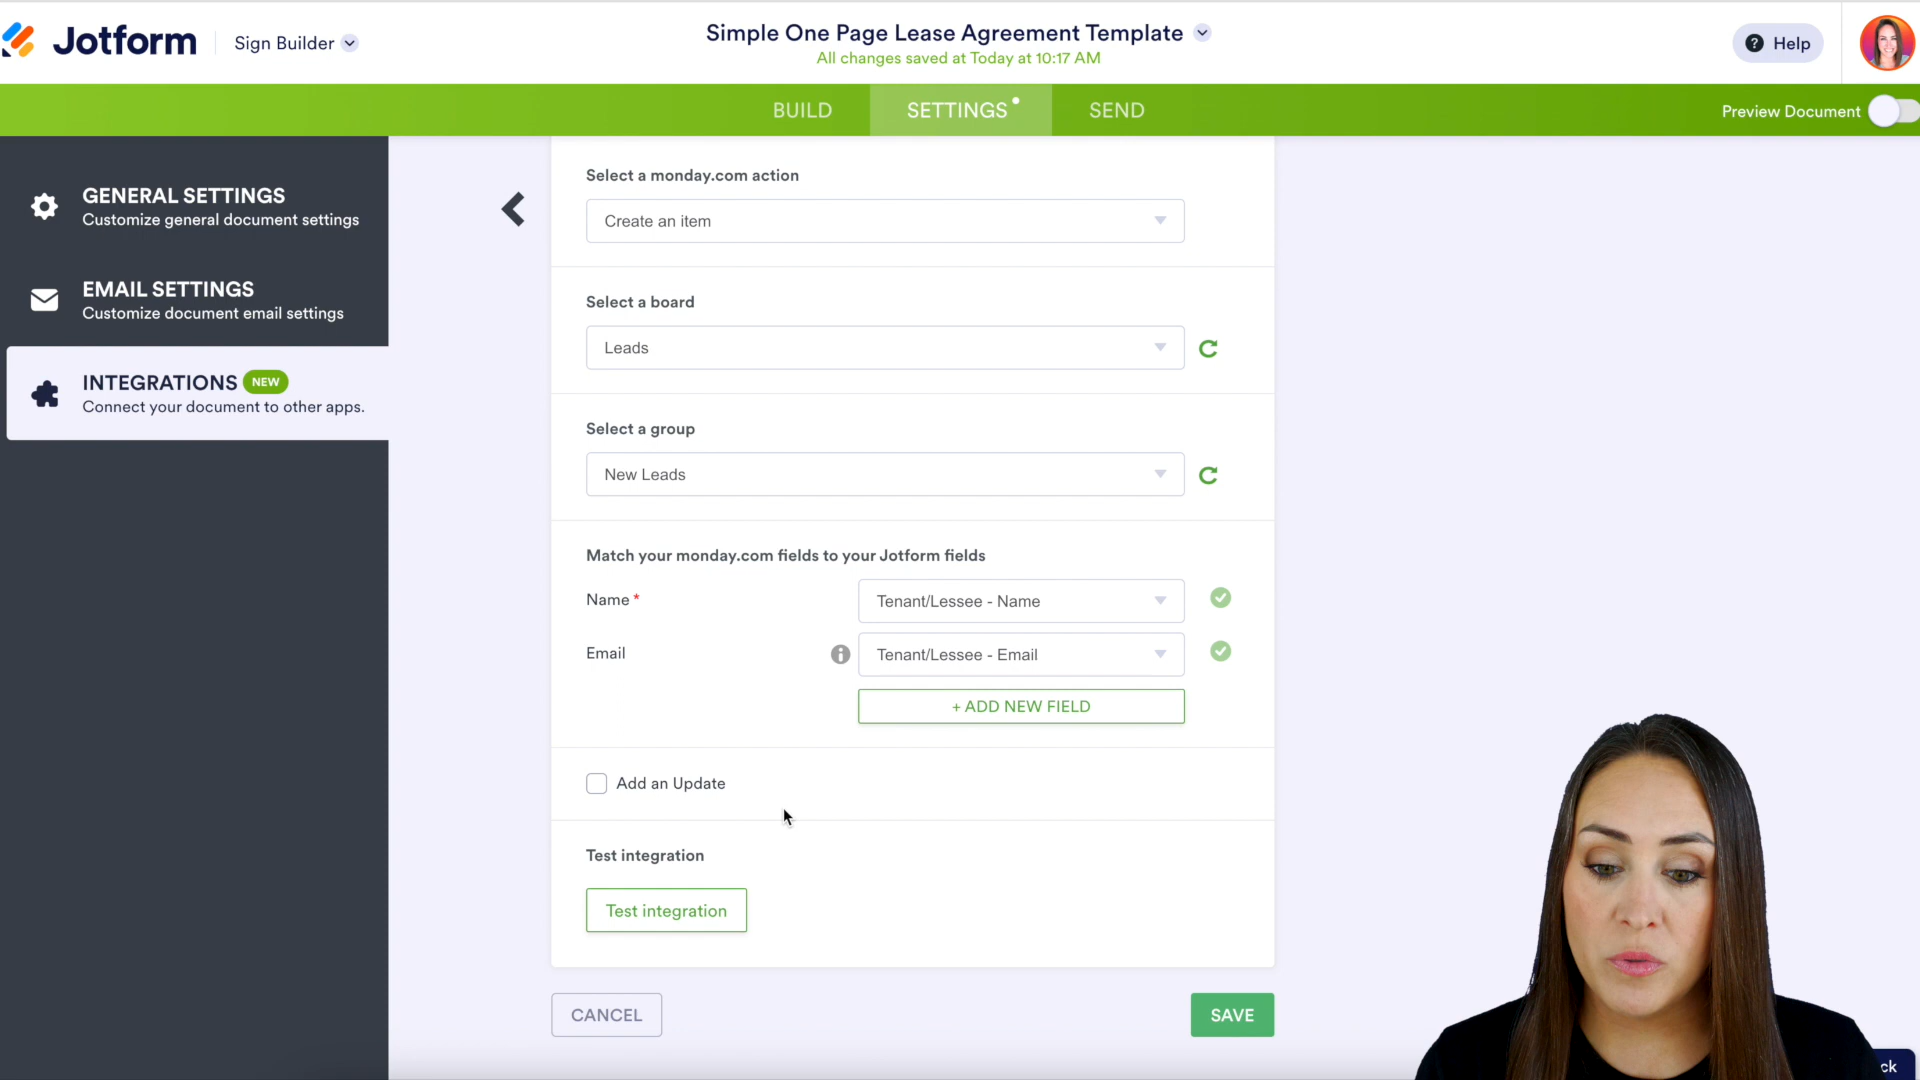 Jotform
Sign Builder
Simple One Page Lease Agreement Template
All changes saved at Today at 10:17 AM
? Help
BUILD
SETTINGS
SEND
Preview Document
GENERAL SETTINGS
Customize general document settings
EMAIL SETTINGS
Customize document email settings
INTEGRATIONS NEW
Connect your document to other apps.
Select a monday.com action
Create an item
Select a board
Leads
Select a group
New Leads
Match your monday.com fields to your Jotform fields
Name *
Tenant/Lessee - Name
Email
Tenant/Lessee - Email
+ ADD NEW FIELD
Add an Update
Test integration
Test integration
CANCEL
SAVE